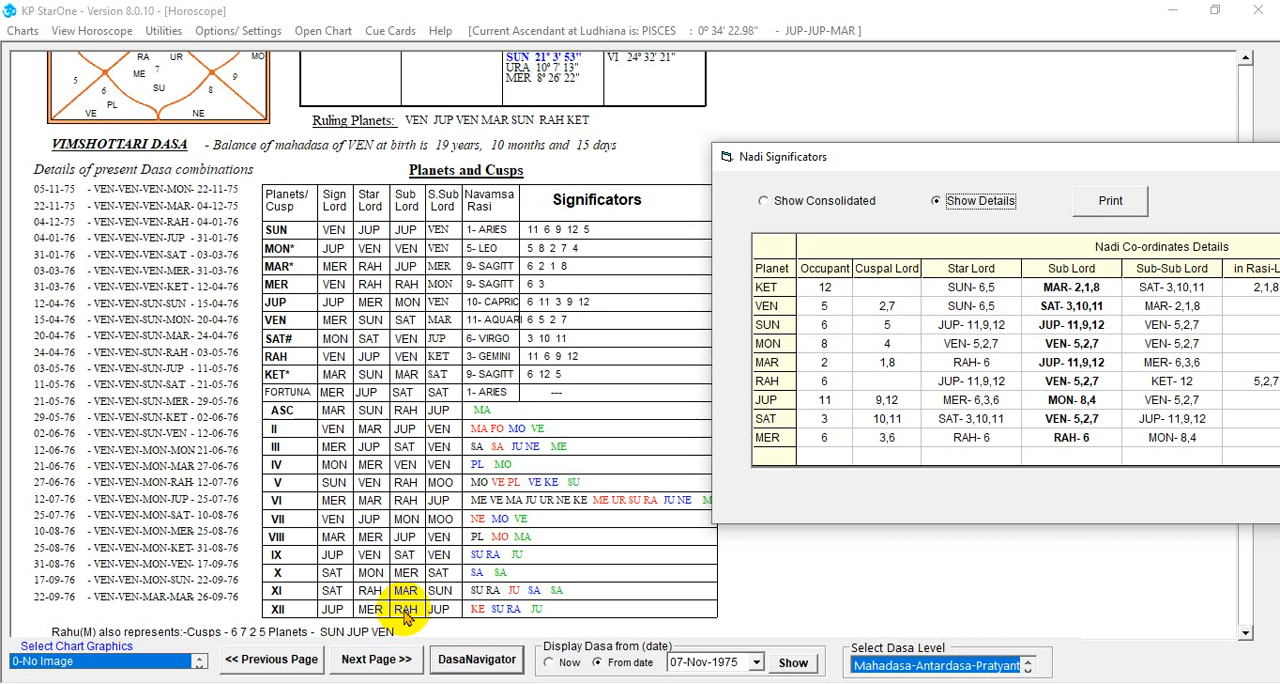 KP StarOne - Version 8.0.10 - [Horoscope]
Charts View Horoscope Utilities Options/ Settings Open Chart Cue Cards Help [Current Ascendant at Ludhiana is: PISCES : 0º 34' 22.98" - JUP-JUP-MAR ]
RA UR MO
5 ME 7 9
6 SU 8
PL
VE NE
SUN 21° 3' 53"
URA 10° 7' 13"
MER 8° 26' 22"
VI 24° 32' 21"
Ruling Planets: VEN JUP VEN MAR SUN RAH KET
VIMSHOTTARI DASA - Balance of mahadasa of VEN at birth is 19 years, 10 months and 15 days
Details of present Dasa combinations
05-11-75 - VEN-VEN-VEN-MON- 22-11-75
22-11-75 - VEN-VEN-VEN-MAR- 04-12-75
04-12-75 - VEN-VEN-VEN-RAH - 04-01-76
04-01-76 - VEN-VEN-VEN-JUP - 31-01-76
31-01-76 - VEN-VEN-VEN-SAT - 03-03-76
03-03-76 - VEN-VEN-VEN-MER - 31-03-76
31-03-76 - VEN-VEN-VEN-KET - 12-04-76
12-04-76 - VEN-VEN-SUN-SUN - 15-04-76
15-04-76 - VEN-VEN-SUN-MON - 20-04-76
20-04-76 - VEN-VEN-SUN-MAR - 24-04-76
24-04-76 - VEN-VEN-SUN-RAH - 03-05-76
03-05-76 - VEN-VEN-SUN-JUP - 11-05-76
11-05-76 - VEN-VEN-SUN-SAT - 21-05-76
21-05-76 - VEN-VEN-SUN-MER - 29-05-76
29-05-76 - VEN-VEN-SUN-KET - 02-06-76
02-06-76 - VEN-VEN-SUN-VEN - 12-06-76
12-06-76 - VEN-VEN-MON-MON 21-06-76
21-06-76 - VEN-VEN-MON-MAR 27-06-76
27-06-76 - VEN-VEN-MON-RAH- 12-07-76
12-07-76 - VEN-VEN-MON-JUP - 25-07-76
25-07-76 - VEN-VEN-MON-SAT - 10-08-76
10-08-76 - VEN-VEN-MON-MER 25-08-76
25-08-76 - VEN-VEN-MON-KET- 31-08-76
31-08-76 - VEN-VEN-MON-VEN- 17-09-76
17-09-76 - VEN-VEN-MON-SUN- 22-09-76
22-09-76 - VEN-VEN-MAR-MAR 26-09-76
Planets and Cusps
Planets/ Cusp Sign Lord Star Lord Sub Lord S.Sub Lord Navamsa Rasi Significators
SUN VEN JUP JUP VEN 1- ARIES 11 6 9 12 5
MON* JUP VEN VEN VEN 5- LEO 5 8 2 7 4
MAR* MER RAH JUP MER 9- SAGITT 6 2 1 8
MER VEN RAH RAH MON 9- SAGITT 6 3
JUP JUP MER MON VEN 10- CAPRIC 6 11 3 9 12
VEN MER SUN SAT MAR 11- AQUAR 6 5 2 7
SAT# MON SAT VEN JUP 6- VIRGO 3 10 11
RAH VEN JUP VEN KET 3- GEMINI 11 6 9 12
KET* MAR SUN MAR SAT 9- SAGITT 6 12 5
FORTUNA MER JUP SAT SAT 1- ARIES ---
ASC MAR SUN RAH JUP MA
II VEN MAR JUP VEN MA FO MO VE
III MER JUP SAT VEN SA SA JU NE ME
IV MON MER VEN VEN PL MO
V SUN VEN RAH MOO MO VE PL VE KE SU
VI MER MAR RAH JUP ME VE MA JU UR NE KE ME UR SU RA JU NE M
VII VEN JUP MON MOO NE MO VE
VIII MAR MER JUP VEN PL MO MA
IX JUP VEN SAT VEN SU RA JU
X SAT MON MER SAT SA SA
XI SAT RAH MAR SUN SU RA JU SA SA
XII JUP MER RAH JUP KE SU RA JU
Rahu(M) also represents:-Cusps - 6 7 2 5 Planets - SUN JUP VEN
Nadi Significators
Show Consolidated Show Details Print
Nadi Co-ordinates Details
Planet Occupant Cuspal Lord Star Lord Sub Lord Sub-Sub Lord in Rasi-L
KET 12 SUN- 6,5 MAR- 2,1,8 SAT- 3,10,11 2,1,8
VEN 5 2,7 SUN- 6,5 SAT- 3,10,11 MAR- 2,1,8
SUN 6 5 JUP- 11,9,12 JUP- 11,9,12 VEN- 5,2,7
MON 8 4 VEN- 5,2,7 VEN- 5,2,7 VEN- 5,2,7
MAR 2 1,8 RAH- 6 JUP- 11,9,12 MER- 6,3,6
RAH 6 JUP- 11,9,12 VEN- 5,2,7 KET- 12 5,2,7
JUP 11 9,12 MER- 6,3,6 MON- 8,4 VEN- 5,2,7
SAT 3 10,11 SAT- 3,10,11 VEN- 5,2,7 JUP- 11,9,12
MER 6 3,6 RAH- 6 RAH- 6 MON- 8,4
Select Chart Graphics
0-No Image
<< Previous Page Next Page >> DasaNavigator
Display Dasa from (date)
Now From date 07-Nov-1975 Show
Select Dasa Level
Mahadasa-Antardasa-Pratyant